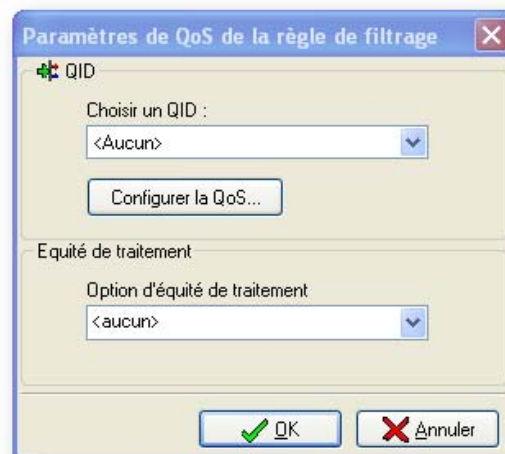 Paramètres de QoS de la règle de filtrage
QID
Choisir un QID :
<Aucun>
Configurer la QoS...
Equité de traitement
Option d'équité de traitement
<aucun>
OK
Annuler